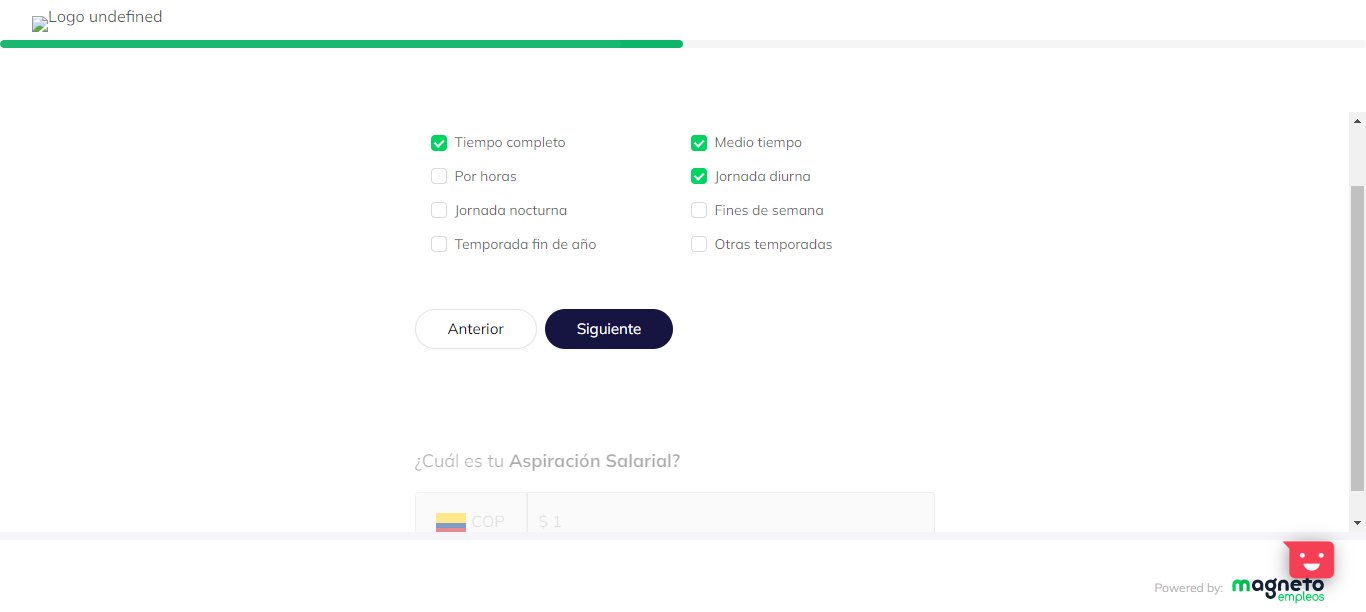 Logo undefined
Tiempo completo
Medio tiempo
Por horas
Jornada diurna
Jornada nocturna
Fines de semana
Temporada fin de año
Otras temporadas
Anterior
Siguiente
¿Cuál es tu Aspiración Salarial?
COP
$ 1
Powered by:
magneto
empleos